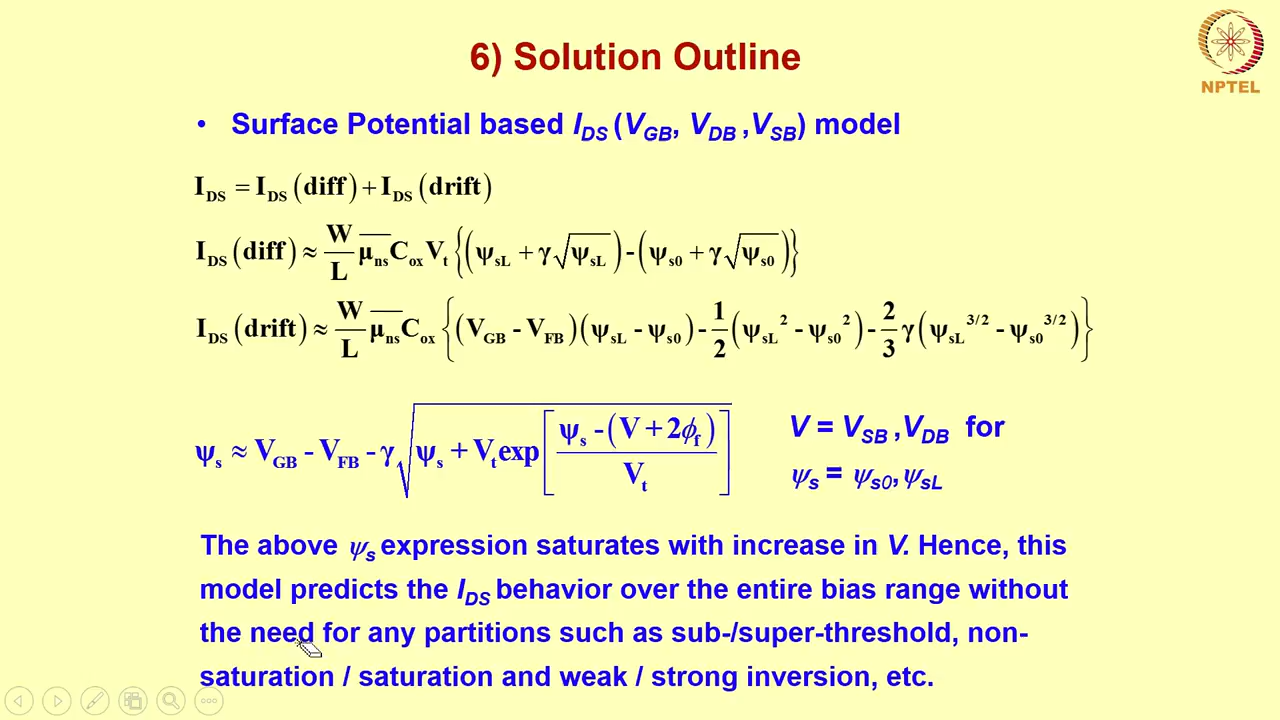 6) Solution Outline
NPTEL
• Surface Potential based I_DS (V_GB, V_DB ,V_SB) model
I_DS = I_DS (diff) + I_DS (drift)
I_DS (diff) ≈ W/L μ̅_ns C_ox V_t {(ψ_sL + γ√ψ_sL) - (ψ_s0 + γ√ψ_s0)}
I_DS (drift) ≈ W/L μ̅_ns C_ox {(V_GB - V_FB)(ψ_sL - ψ_s0) - 1/2 (ψ_sL² - ψ_s0²) - 2/3 γ(ψ_sL^3/2 - ψ_s0^3/2)}
ψ_s ≈ V_GB - V_FB - γ√(ψ_s + V_t exp[(ψ_s - (V + 2ϕ_f))/V_t])
V = V_SB ,V_DB for
ψ_s = ψ_s0, ψ_sL
The above ψ_s expression saturates with increase in V. Hence, this
model predicts the I_DS behavior over the entire bias range without
the need for any partitions such as sub-/super-threshold, non-
saturation / saturation and weak / strong inversion, etc.